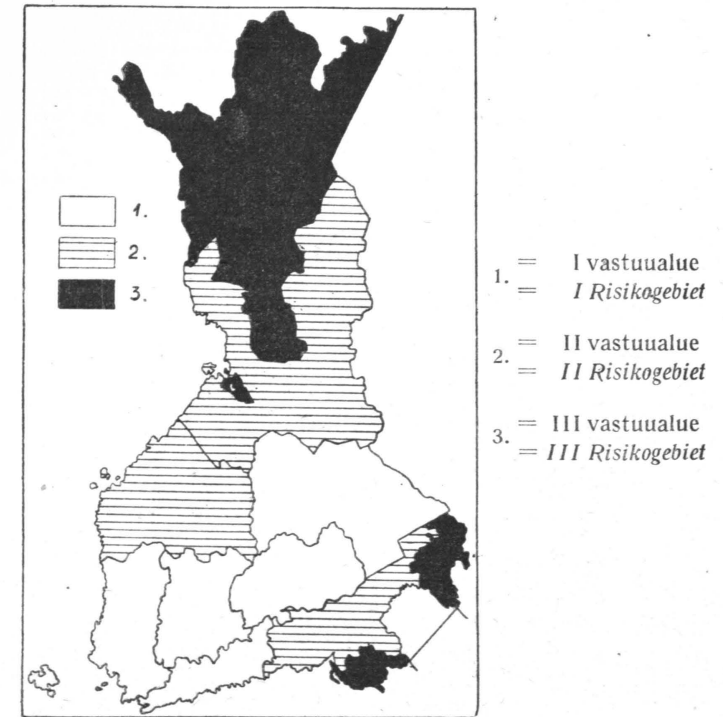 1.
2.
3.
1. = I vastuualue
= I Risikogebiet
2. = II vastuualue
= II Risikogebiet
3. = III vastuualue
= III Risikogebiet